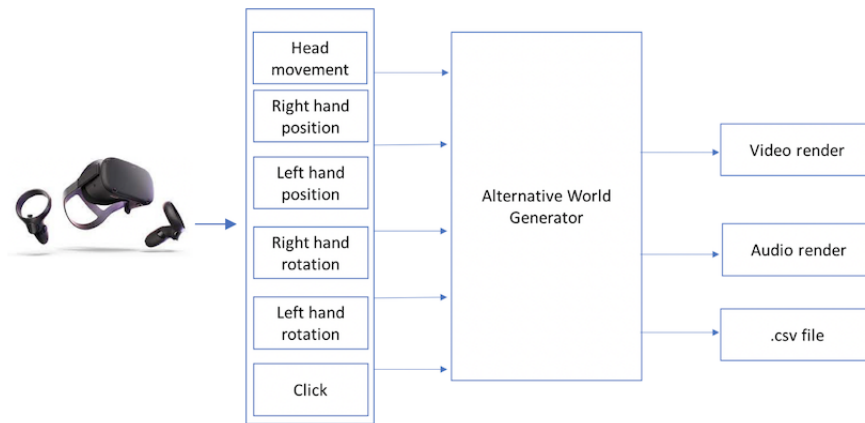 Head
movement
Right hand
position
Left hand
position
Right hand
rotation
Left hand
rotation
Click
Alternative World
Generator
Video render
Audio render
.csv file